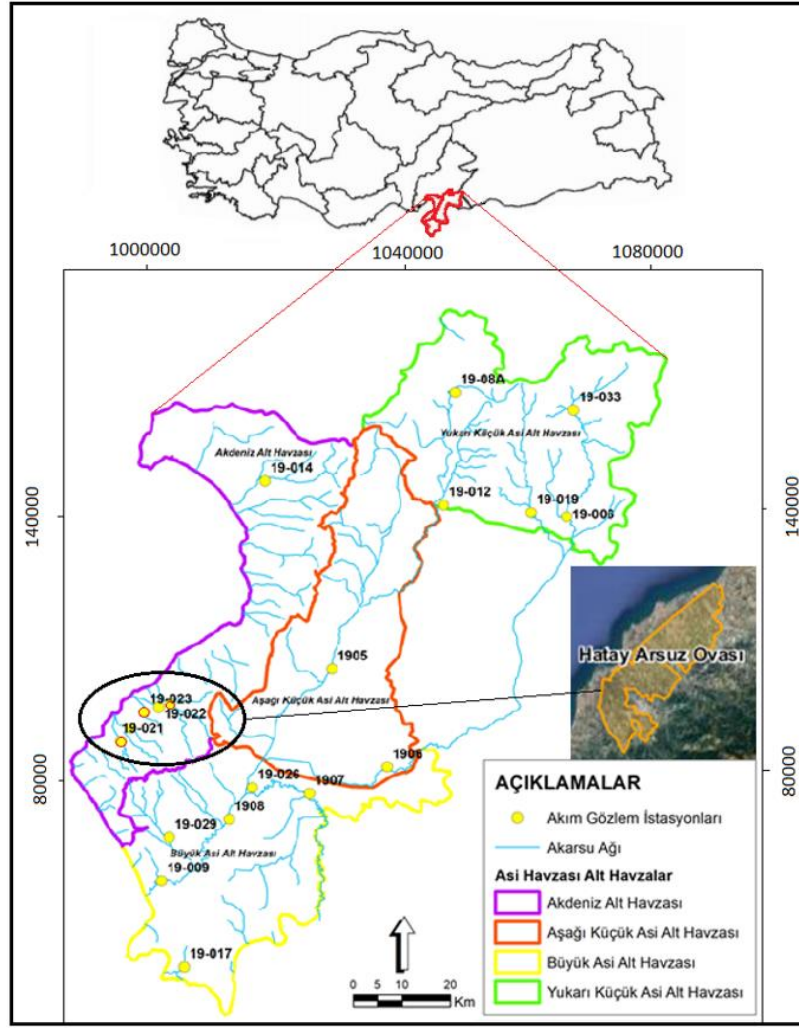 1000000
1040000
1080000
19-08A
19-033
Yukarı Küçük Asi Alt Havzası
Akdeniz Alt Havzası
19-014
19-012
19-019
19-006
140000
140000
Hatay Arsuz Ovası
1905
19-023
19-022
Aşağı Küçük Asi Alt Havzası
19-021
1906
80000
80000
19-026
1907
1908
19-029
Büyük Asi Alt Havzası
19-009
19-017
0 5 10 20
Km
AÇIKLAMALAR
Akım Gözlem İstasyonları
Akarsu Ağı
Asi Havzası Alt Havzalar
Akdeniz Alt Havzası
Aşağı Küçük Asi Alt Havzası
Büyük Asi Alt Havzası
Yukarı Küçük Asi Alt Havzası